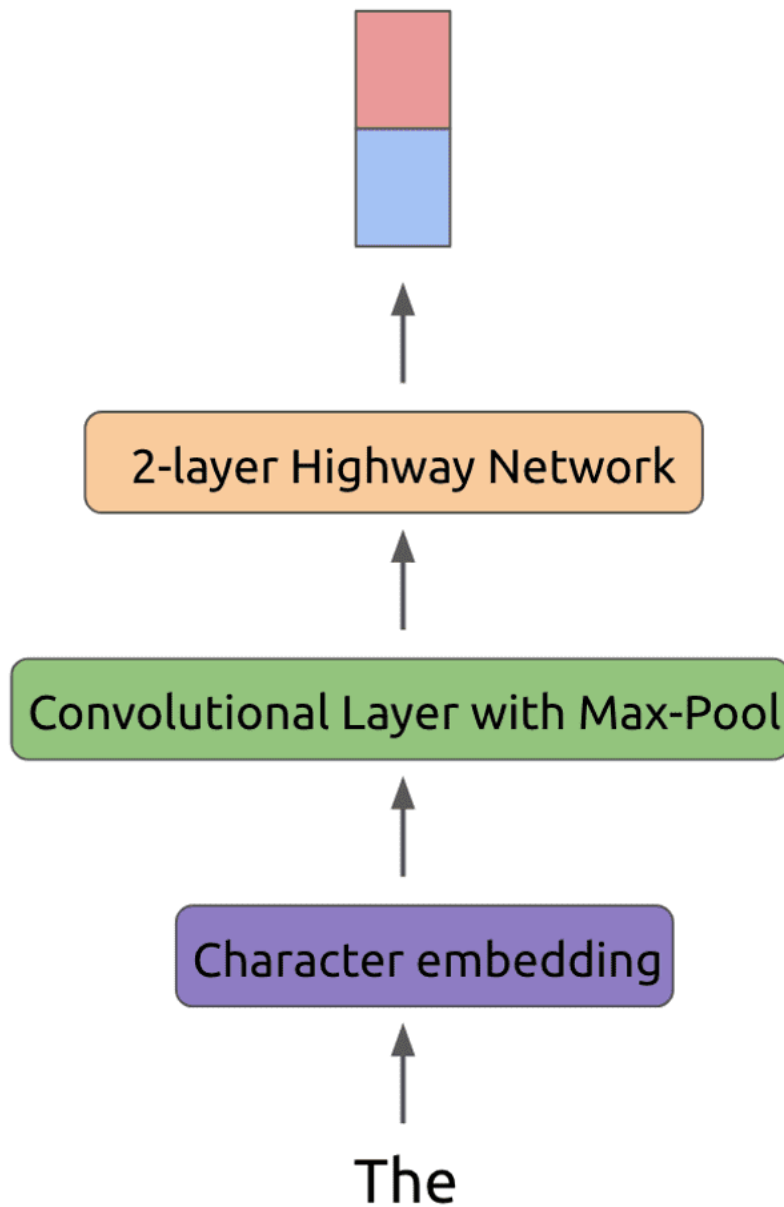 2-layer Highway Network
Convolutional Layer with Max-Pool
Character embedding
The